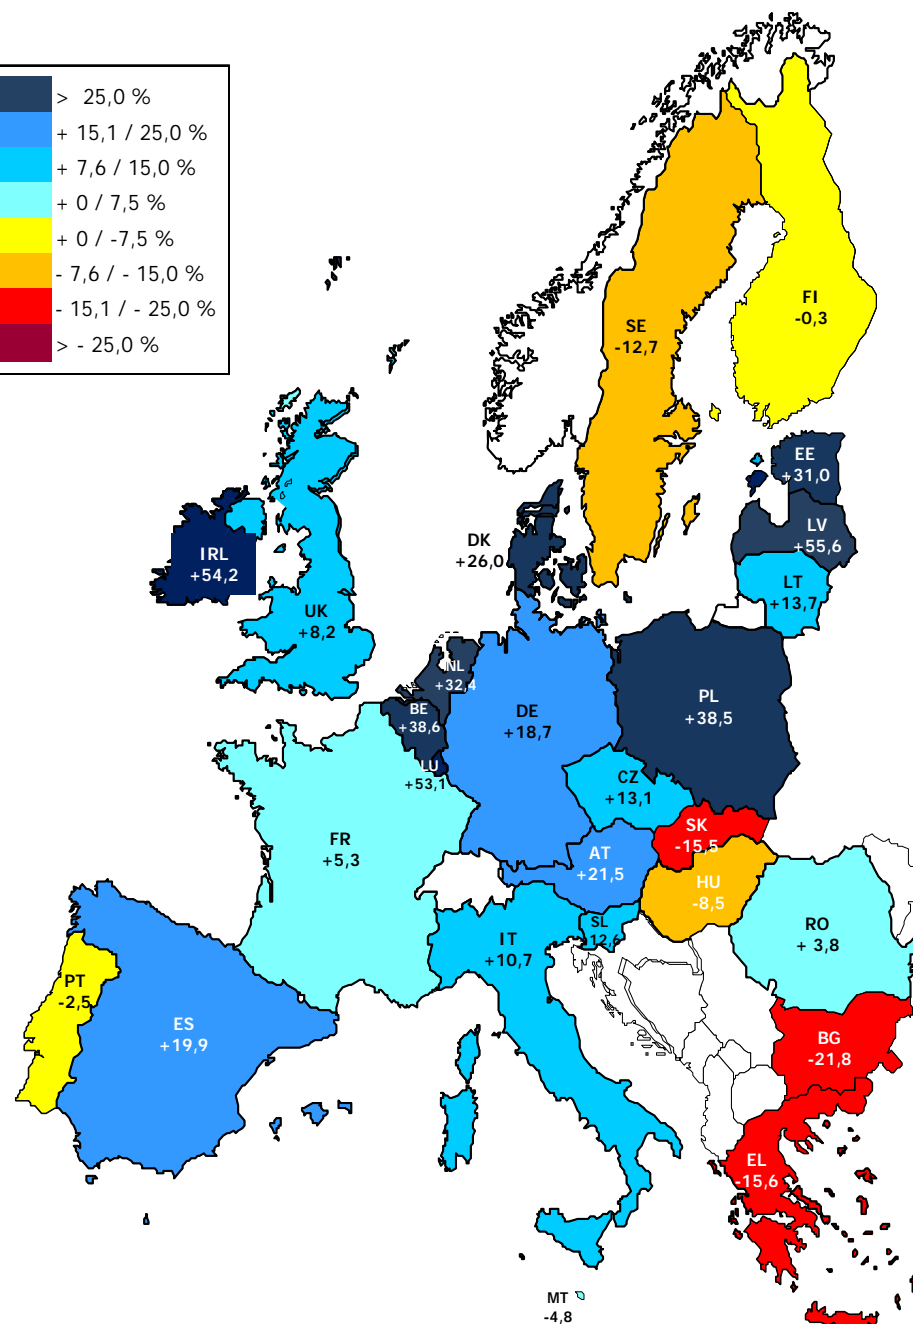 > 25,0 %
+ 15,1 / 25,0 %
+ 7,6 / 15,0 %
+ 0 / 7,5 %
+ 0 / -7,5 %
- 7,6 / - 15,0 %
- 15,1 / - 25,0 %
> - 25,0 %
FI
-0,3
SE
-12,7
EE
+31,0
LV
+55,6
DK
+26,0
IRL
+54,2
LT
+13,7
UK
+8,2
NL
+32,4
PL
+38,5
BE
+38,6
DE
+18,7
LU
+53,1
CZ
+13,1
SK
-15,5
FR
+5,3
AT
+21,5
HU
-8,5
RO
+ 3,8
SL
12,6
IT
+10,7
PT
-2,5
ES
+19,9
BG
-21,8
EL
-15,6
MT
-4,8